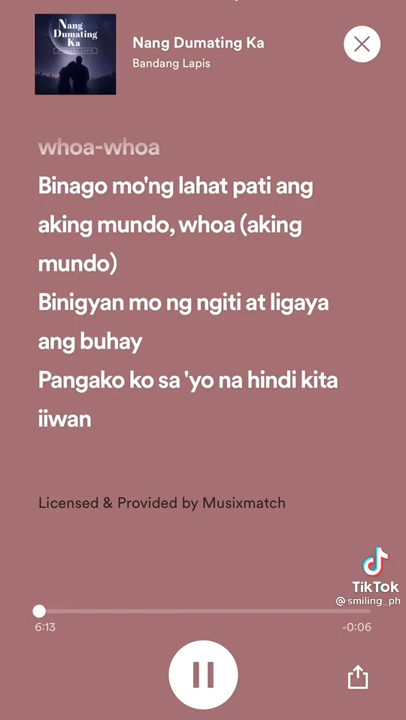 Nang
Dumating
Ka
BANDANG LAPIS
Nang Dumating Ka
Bandang Lapis
whoa-whoa
Binago mo'ng lahat pati ang
aking mundo, whoa (aking
mundo)
Binigyan mo ng ngiti at ligaya
ang buhay
Pangako ko sa 'yo na hindi kita
iiwan
Licensed & Provided by Musixmatch
TikTok
@smiling_ph
6:13
-0:06